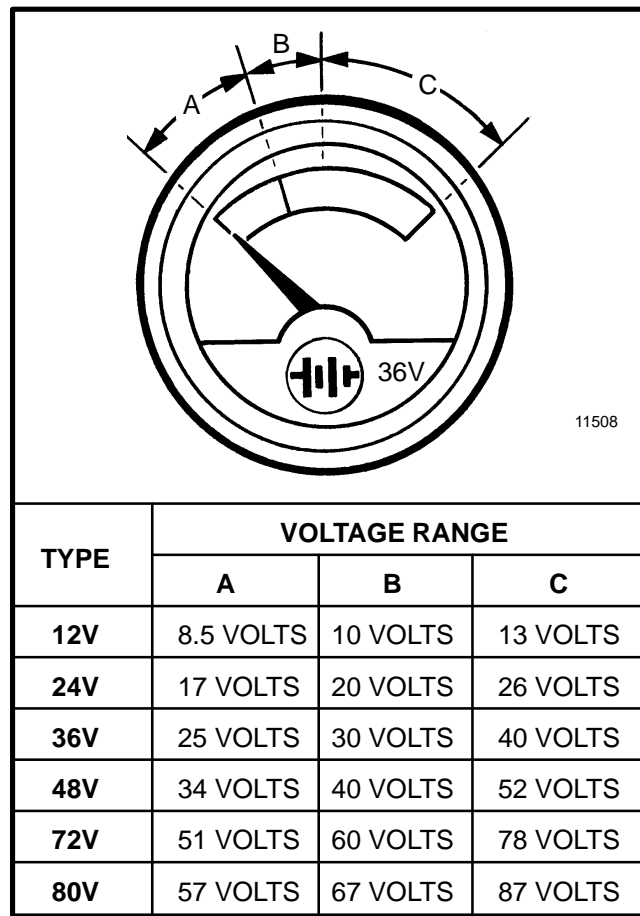 B
A
C
36V
11508
TYPE VOLTAGE RANGE
A B C
12V 8.5 VOLTS 10 VOLTS 13 VOLTS
24V 17 VOLTS 20 VOLTS 26 VOLTS
36V 25 VOLTS 30 VOLTS 40 VOLTS
48V 34 VOLTS 40 VOLTS 52 VOLTS
72V 51 VOLTS 60 VOLTS 78 VOLTS
80V 57 VOLTS 67 VOLTS 87 VOLTS